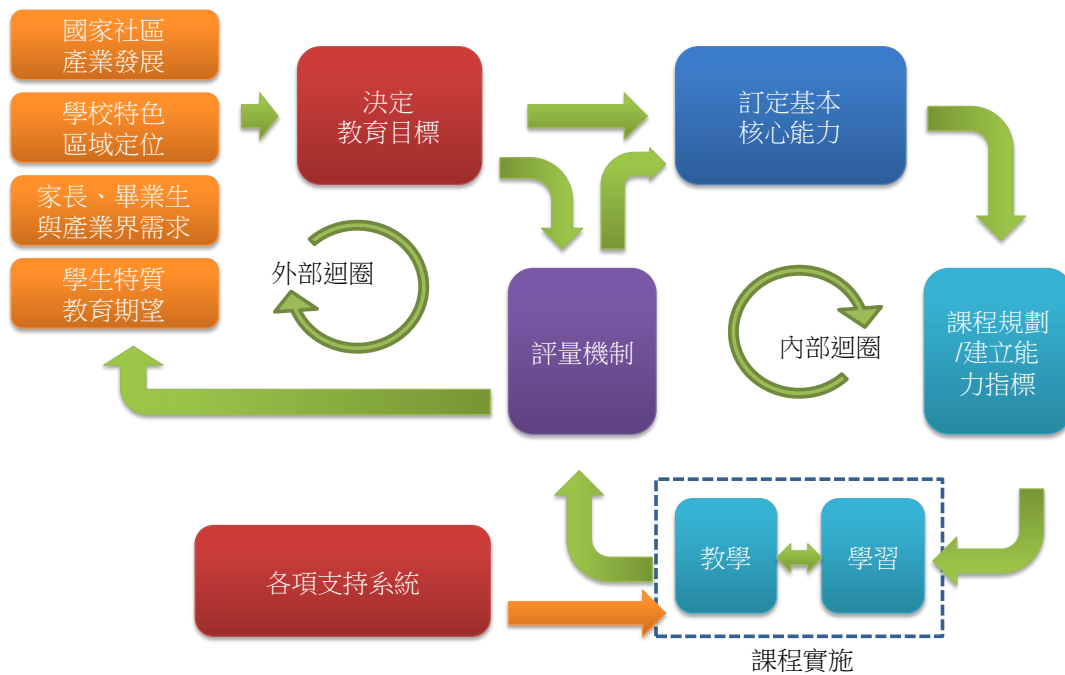 國家社區
產業發展
學校特色
區域定位
家長、畢業生
與產業界需求
學生特質
教育期望
決定
教育目標
訂定基本
核心能力
外部迴圈
評量機制
內部迴圈
課程規劃
/建立能
力指標
各項支持系統
教學
學習
課程實施